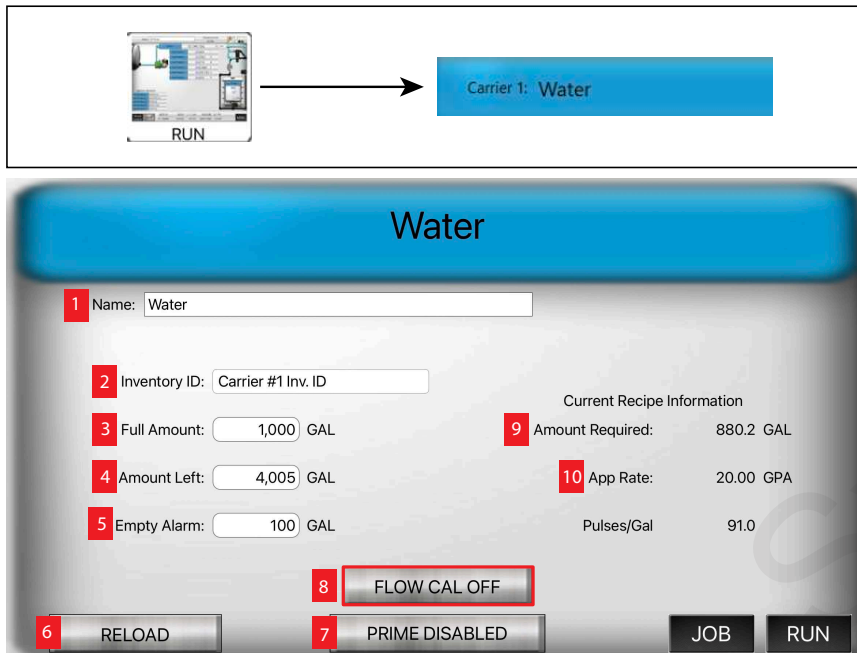 RUN
Carrier 1: Water
Water
1 Name: Water
2 Inventory ID: Carrier #1 Inv. ID
Current Recipe Information
3 Full Amount: 1,000 GAL
9 Amount Required: 880.2 GAL
4 Amount Left: 4,005 GAL
10 App Rate: 20.00 GPA
5 Empty Alarm: 100 GAL
Pulses/Gal 91.0
8 FLOW CAL OFF
6 RELOAD
7 PRIME DISABLED
JOB
RUN